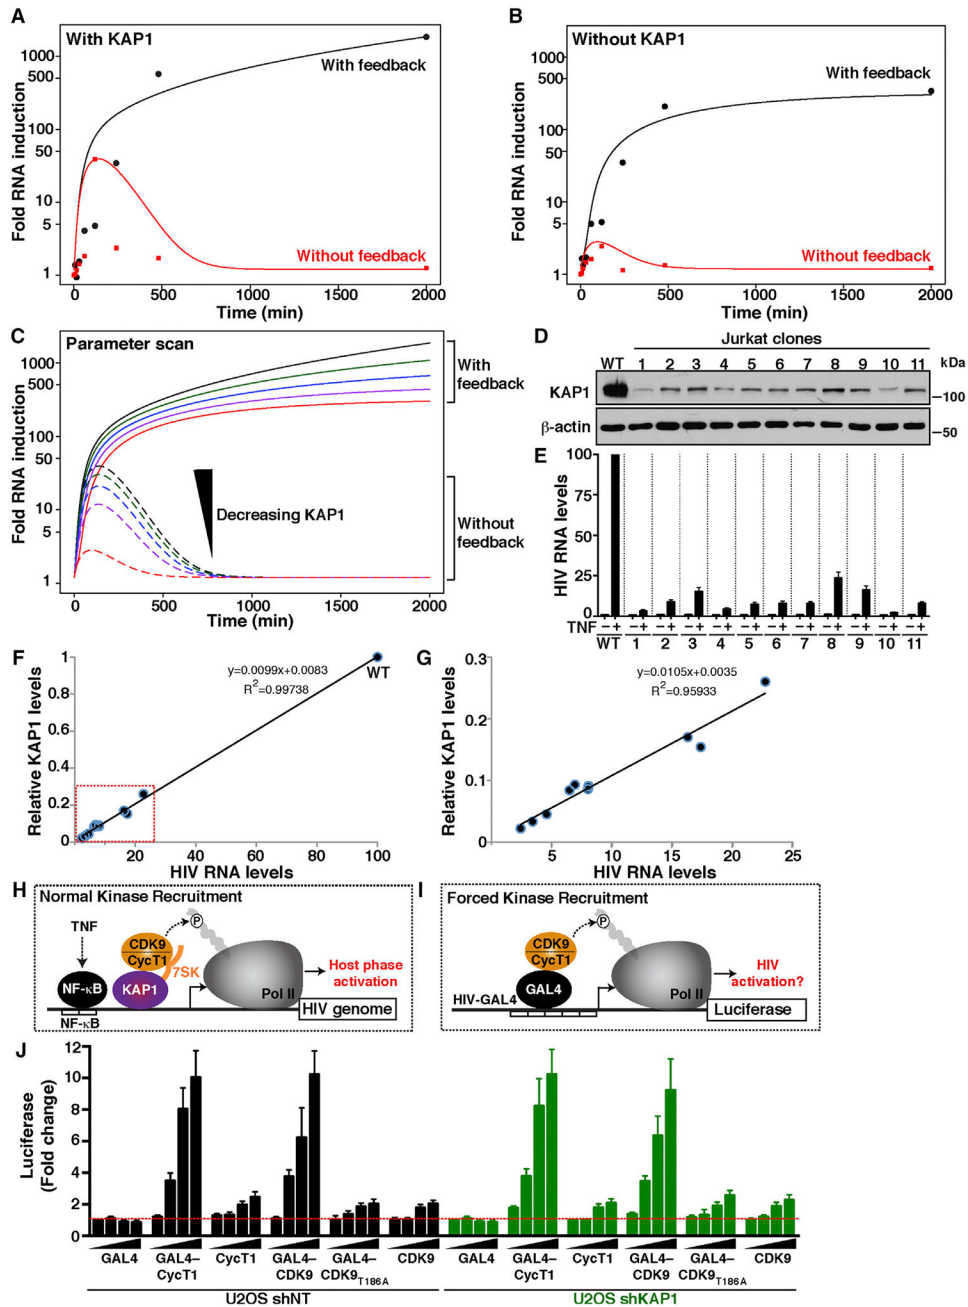 A
With KAP1
1000
500
100
50
10
5
1
Fold RNA induction
With feedback
Without feedback
0
500
1000
1500
2000
Time (min)
B
Without KAP1
1000
500
100
50
10
5
1
Fold RNA induction
With feedback
Without feedback
0
500
1000
1500
2000
Time (min)
C
Parameter scan
1000
500
100
50
10
5
1
Fold RNA induction
With
feedback
Decreasing KAP1
Without
feedback
0
500
1000
1500
2000
Time (min)
D
Jurkat clones
WT 1 2 3 4 5 6 7 8 9 10 11 kDa
KAP1
–100
β-actin
–50
E
100
75
50
25
0
HIV RNA levels
TNF – + – + – + – + – + – + – + – + – + – + – + – +
WT 1 2 3 4 5 6 7 8 9 10 11
F
1
0.8
0.6
0.4
0.2
0
Relative KAP1 levels
y=0.0099x+0.0083
R²=0.99738
WT
20
40
60
80
100
HIV RNA levels
G
0.3
0.2
0.1
0
Relative KAP1 levels
y=0.0105x+0.0035
R²=0.95933
5
10
15
20
25
HIV RNA levels
H
Normal Kinase Recruitment
TNF
CDK9
CycT1
P
7SK
NF-κB
KAP1
Pol II
Host phase
activation
NF-κB
HIV genome
I
Forced Kinase Recruitment
CDK9
CycT1
P
GAL4
HIV-GAL4
Pol II
HIV
activation?
Luciferase
J
12
10
8
6
4
2
0
Luciferase
(Fold change)
GAL4
GAL4–
CycT1
CycT1
GAL4–
CDK9
GAL4–
CDK9T186A
CDK9
GAL4
GAL4–
CycT1
CycT1
GAL4–
CDK9
GAL4–
CDK9T186A
CDK9
U2OS shNT
U2OS shKAP1